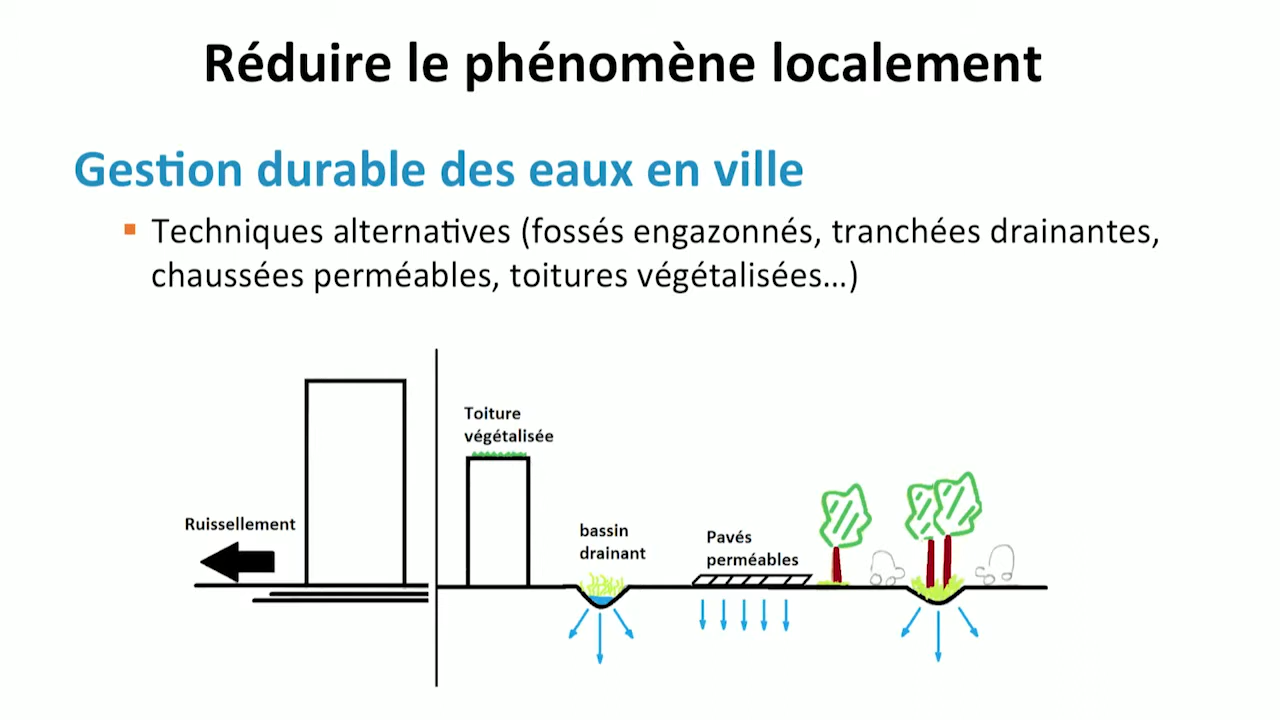 Réduire le phénomène localement
Gestion durable des eaux en ville
Techniques alternatives (fossés engazonnés, tranchées drainantes,
chaussées perméables, toitures végétalisées...)
Toiture
végétalisée
Ruissellement
bassin
drainant
Pavés
perméables